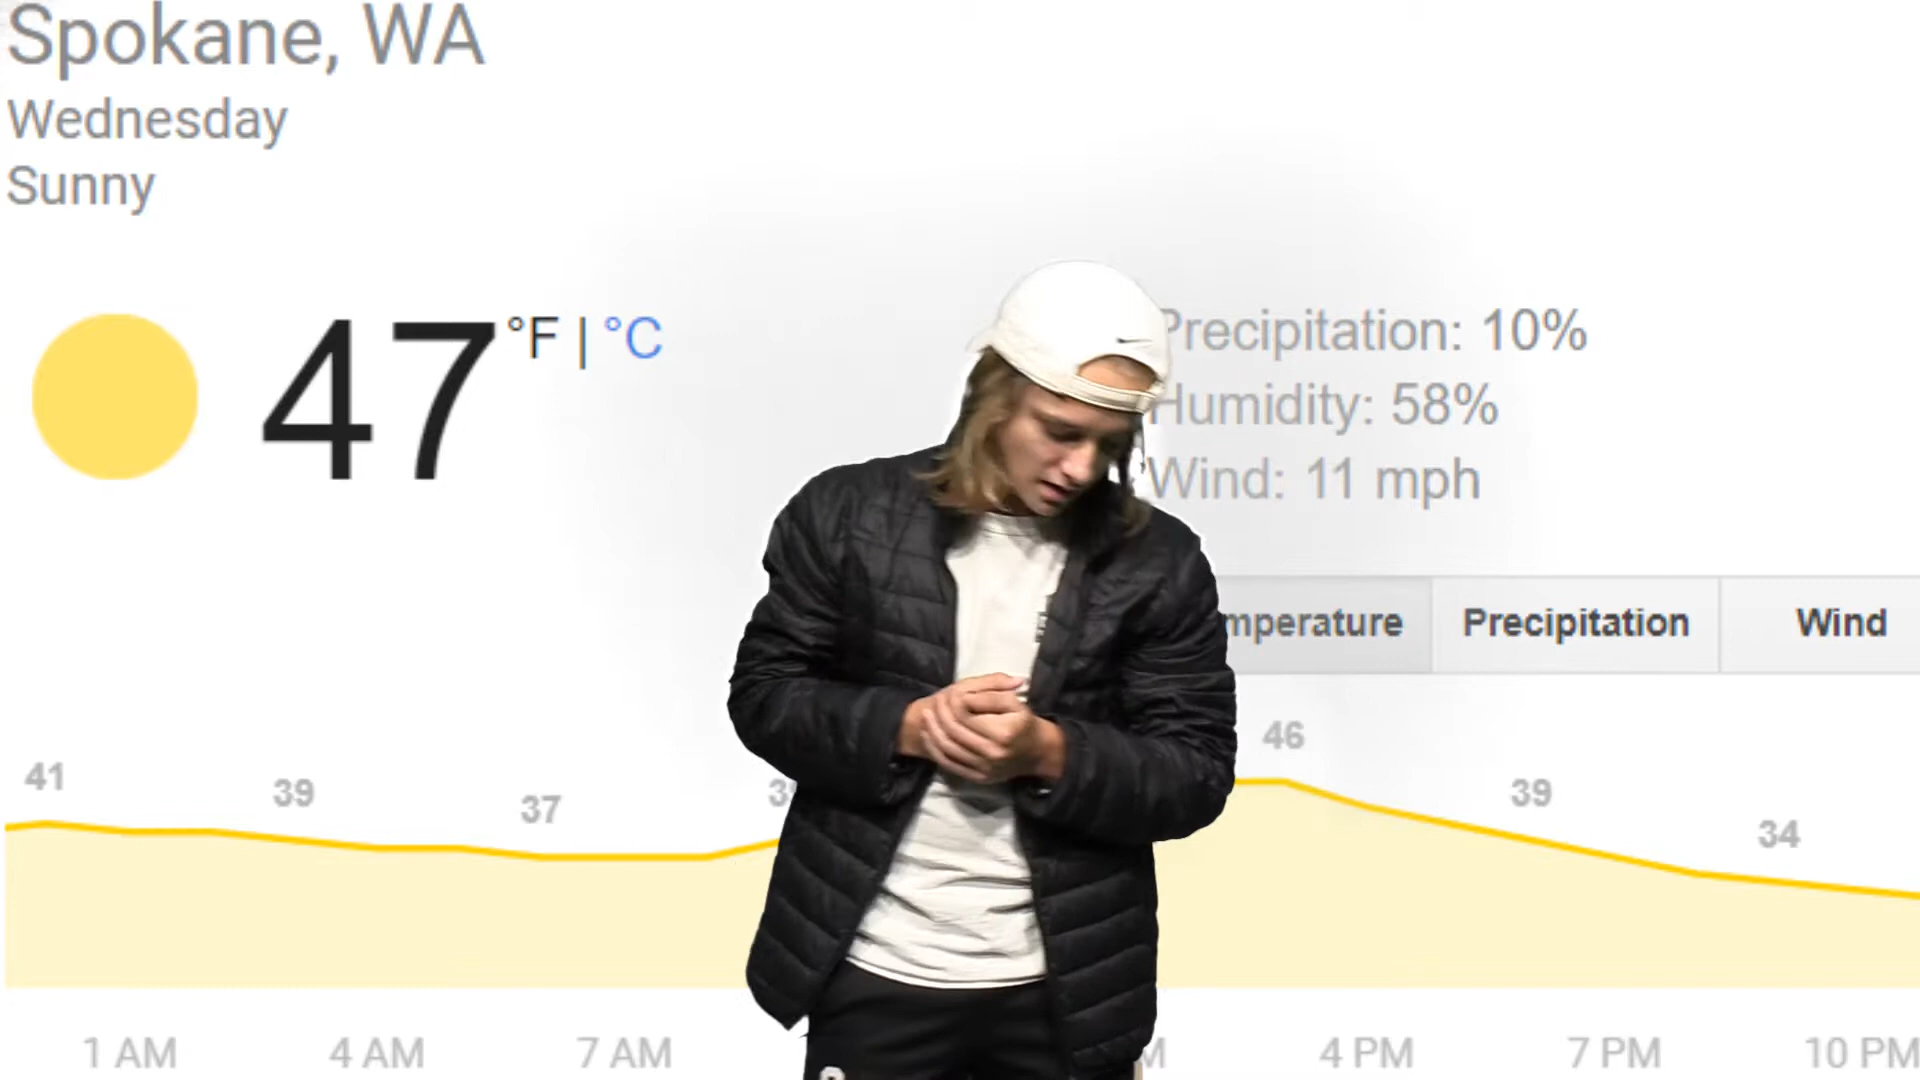 Spokane, WA
Wednesday
Sunny
47 °F | °C
Precipitation: 10%
Humidity: 58%
Wind: 11 mph
mperature Precipitation Wind
41 39 37 46 39 34
1 AM 4 AM 7 AM M 4 PM 7 PM 10 PM